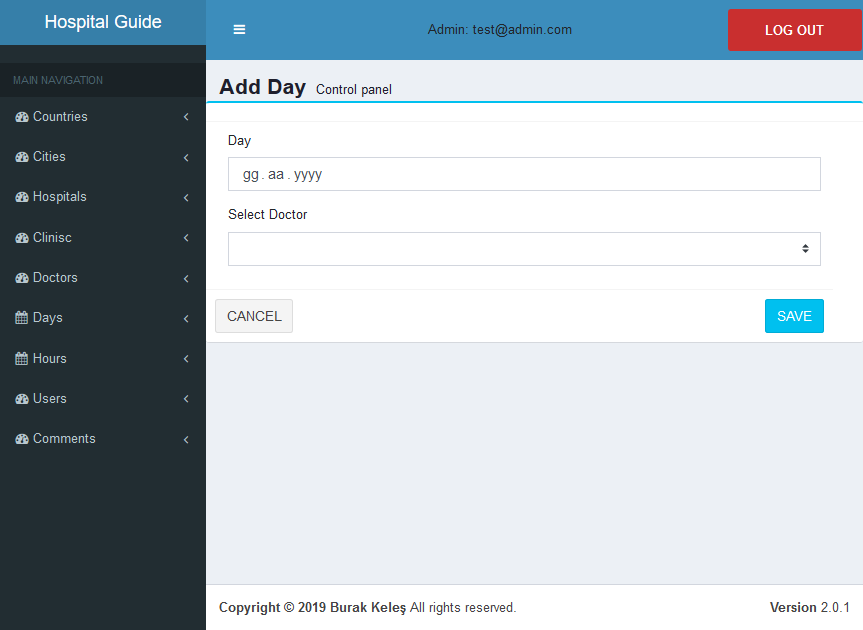 Hospital Guide
Admin: test@admin.com
LOG OUT
MAIN NAVIGATION
Countries
Cities
Hospitals
Clinisc
Doctors
Days
Hours
Users
Comments
Add Day Control panel
Day
gg . aa . yyyy
Select Doctor
CANCEL
SAVE
Copyright © 2019 Burak Keleş All rights reserved.
Version 2.0.1